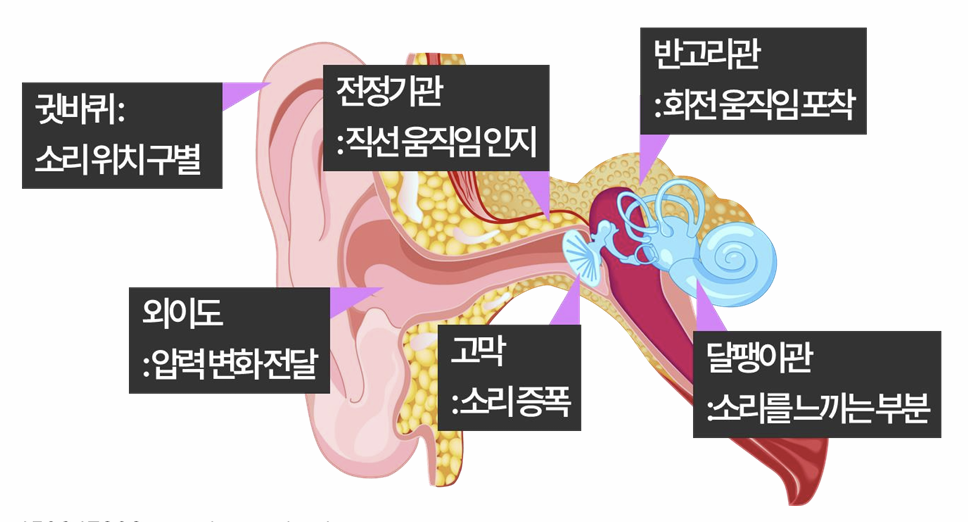 귓바퀴 :
소리 위치 구별
전정기관
: 직선 움직임 인지
반고리관
: 회전 움직임 포착
외이도
: 압력 변화 전달
고막
: 소리 증폭
달팽이관
:소리를 느끼는 부분